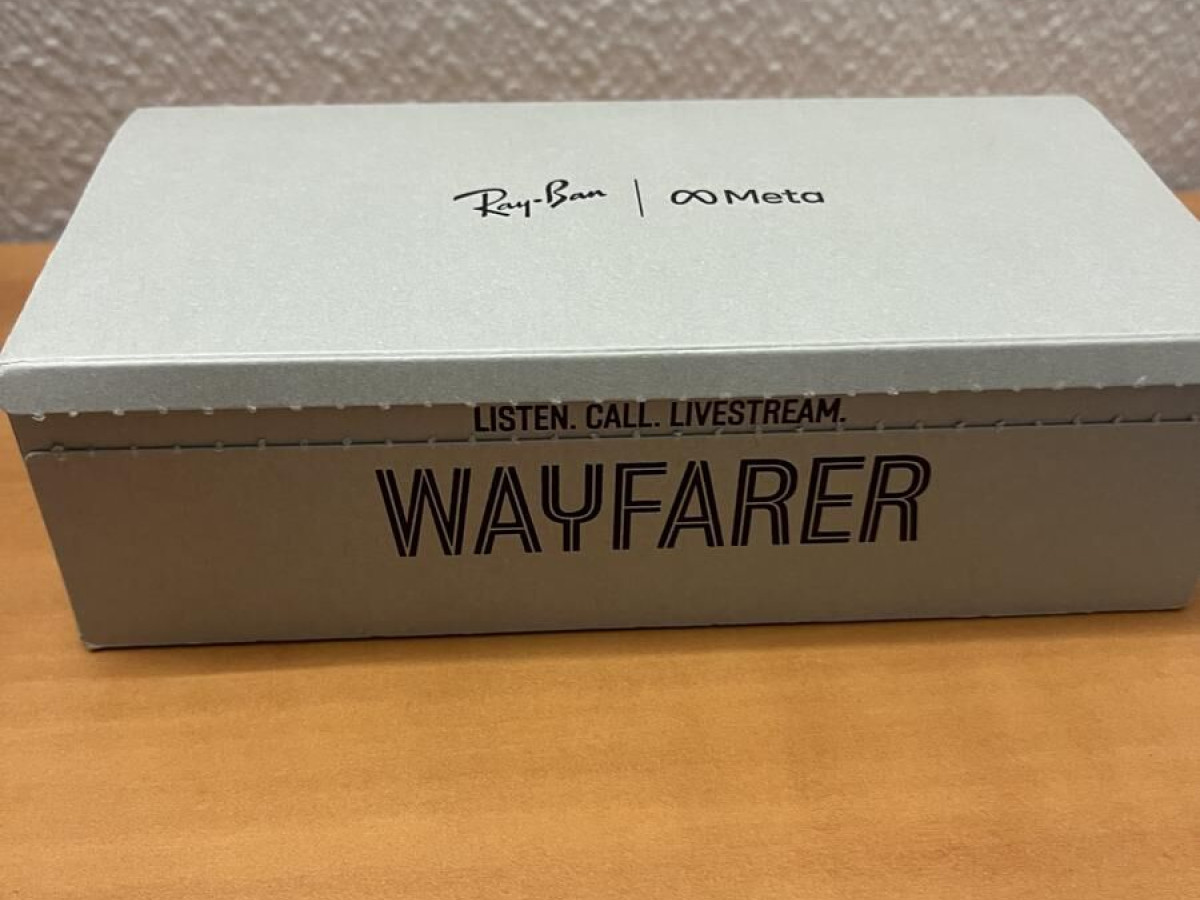 Ray-Ban | Meta
LISTEN. CALL. LIVESTREAM.
WAYFARER